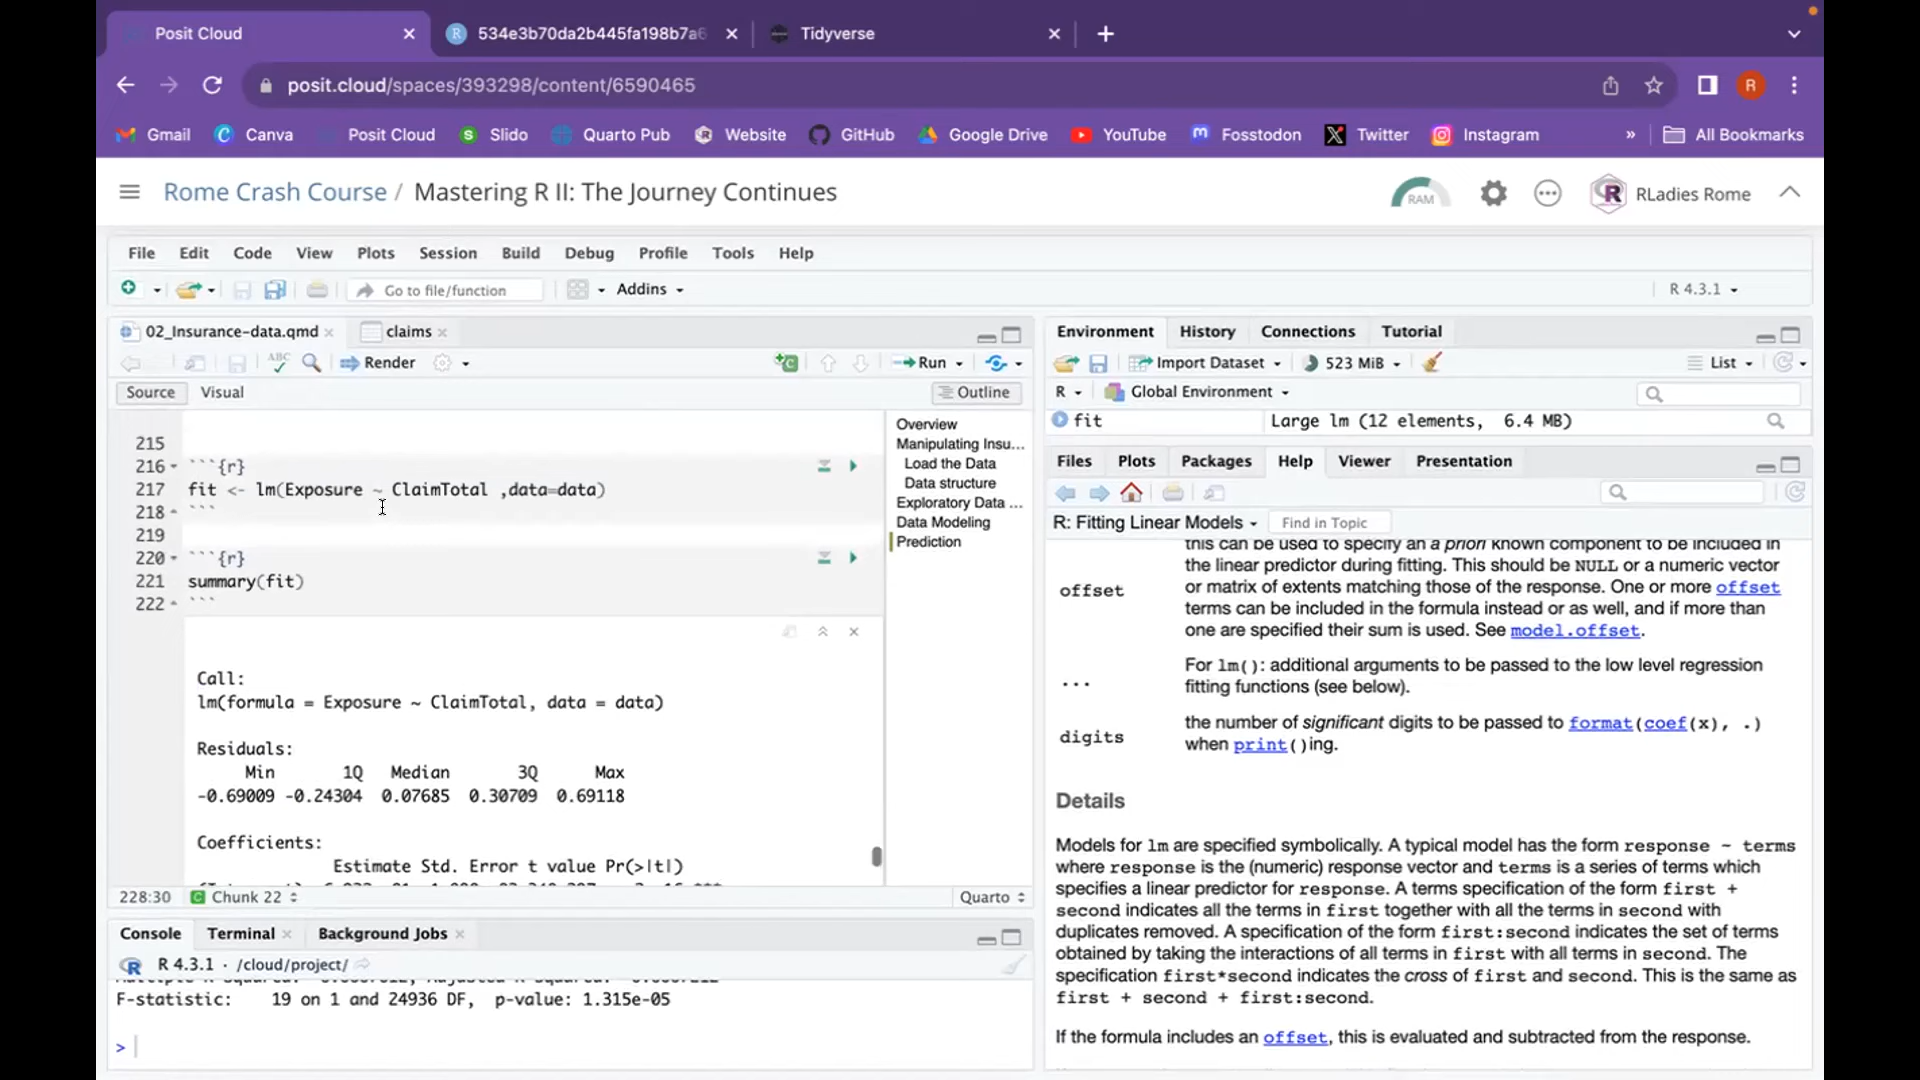 Posit Cloud
534e3b70da2b445fa198b7a6
Tidyverse
posit.cloud/spaces/393298/content/6590465
R
Gmail
Canva
Posit Cloud
Slido
Quarto Pub
Website
GitHub
Google Drive
YouTube
Fosstodon
Twitter
Instagram
»
All Bookmarks
Rome Crash Course / Mastering R II: The Journey Continues
RAM
RLadies Rome
File Edit Code View Plots Session Build Debug Profile Tools Help
Go to file/function
Addins
R 4.3.1
02_Insurance-data.qmd
claims
ABC
Render
Run
Source Visual
Outline
215
216 ```{r}
217 fit <- lm(Exposure ~ ClaimTotal ,data=data)
218 ```
219
220 ```{r}
221 summary(fit)
222 ```
Call:
lm(formula = Exposure ~ ClaimTotal, data = data)
Residuals:
Min 1Q Median 3Q Max
-0.69009 -0.24304 0.07685 0.30709 0.69118
Coefficients:
Estimate Std. Error t value Pr(>|t|)
Overview
Manipulating Insu...
Load the Data
Data structure
Exploratory Data ...
Data Modeling
Prediction
228:30
Chunk 22
Quarto
Console Terminal Background Jobs
R 4.3.1 · /cloud/project/
F-statistic: 19 on 1 and 24936 DF, p-value: 1.315e-05
>
Environment History Connections Tutorial
Import Dataset
523 MiB
List
R
Global Environment
fit Large lm (12 elements, 6.4 MB)
Files Plots Packages Help Viewer Presentation
R: Fitting Linear Models
Find in Topic
offset
this can be used to specify an a priori known component to be included in
the linear predictor during fitting. This should be NULL or a numeric vector
or matrix of extents matching those of the response. One or more offset
terms can be included in the formula instead or as well, and if more than
one are specified their sum is used. See model.offset.
...
For lm(): additional arguments to be passed to the low level regression
fitting functions (see below).
digits
the number of significant digits to be passed to format(coef(x), .)
when print()ing.
Details
Models for lm are specified symbolically. A typical model has the form response ~ terms
where response is the (numeric) response vector and terms is a series of terms which
specifies a linear predictor for response. A terms specification of the form first +
second indicates all the terms in first together with all the terms in second with
duplicates removed. A specification of the form first:second indicates the set of terms
obtained by taking the interactions of all terms in first with all terms in second. The
specification first*second indicates the cross of first and second. This is the same as
first + second + first:second.
If the formula includes an offset, this is evaluated and subtracted from the response.